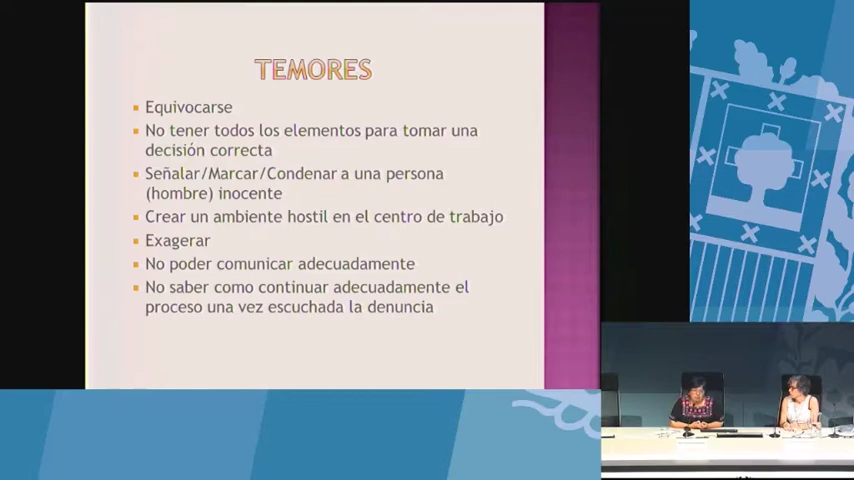 TEMORES
Equivocarse
No tener todos los elementos para tomar una
decisión correcta
Señalar/Marcar/Condenar a una persona
(hombre) inocente
Crear un ambiente hostil en el centro de trabajo
Exagerar
No poder comunicar adecuadamente
No saber como continuar adecuadamente el
proceso una vez escuchada la denuncia